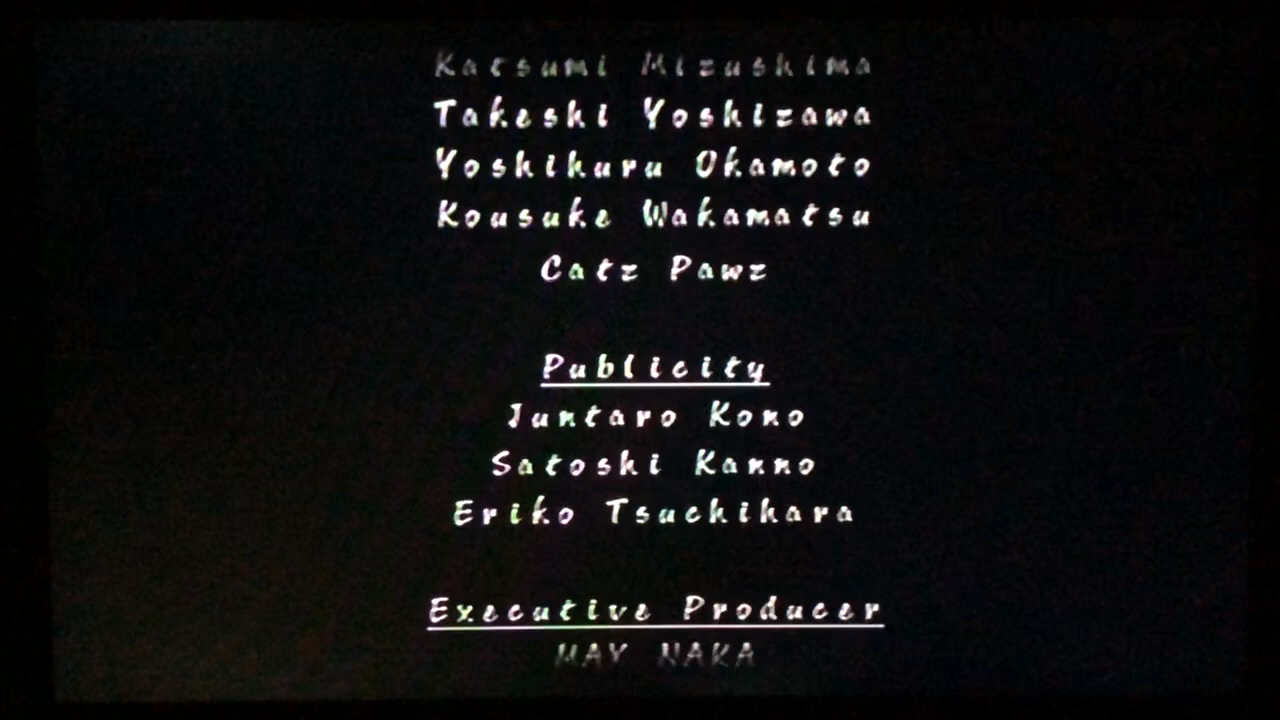 Katsumi Mizushima
Takeshi Yoshizawa
Yoshiharu Okamoto
Kousuke Wakamatsu
Catz Pawz
Publicity
Juntaro Kono
Satoshi Kanno
Eriko Tsuchihara
Executive Producer
MAY NAKA